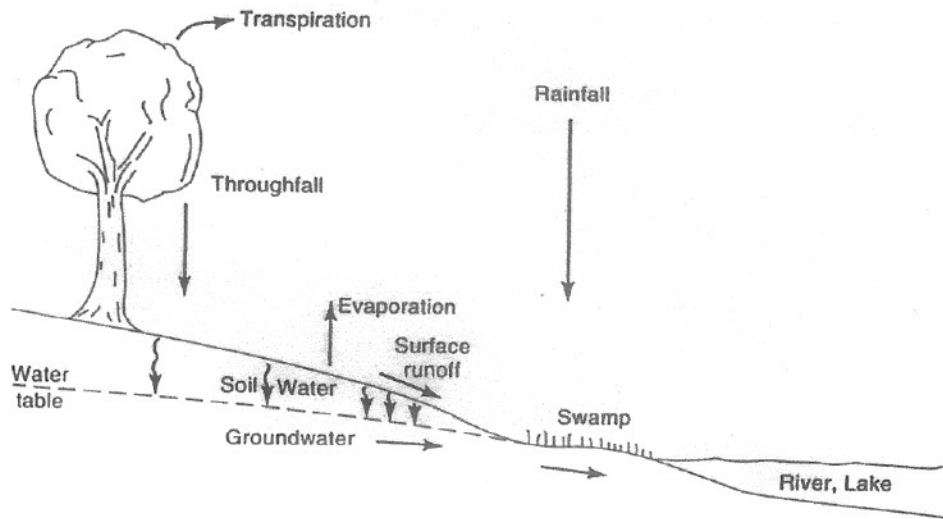 Transpiration
Rainfall
Throughfall
Evaporation
Surface
runoff
Water
table
Soil Water
Groundwater
Swamp
River, Lake